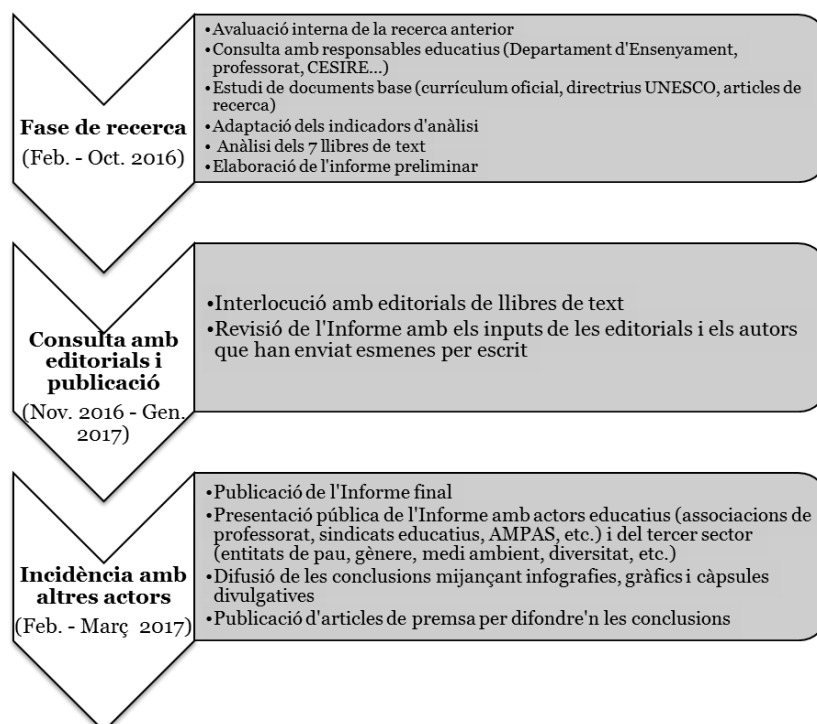 Fase de recerca
(Feb. - Oct. 2016)
•Avaluació interna de la recerca anterior
•Consulta amb responsables educatius (Departament d'Ensenyament,
professorat, CESIRE...)
•Estudi de documents base (currículum oficial, directrius UNESCO, articles de
recerca)
•Adaptació dels indicadors d'anàlisi
• Anàlisi dels 7 llibres de text
•Elaboració de l'informe preliminar
Consulta amb
editorials i
publicació
(Nov. 2016 - Gen.
2017)
•Interlocució amb editorials de llibres de text
•Revisió de l'Informe amb els inputs de les editorials i els autors
que han enviat esmenes per escrit
Incidència amb
altres actors
(Feb. - Març 2017)
•Publicació de l'Informe final
•Presentació pública de l'Informe amb actors educatius (associacions de
professorat, sindicats educatius, AMPAS, etc.) i del tercer sector
(entitats de pau, gènere, medi ambient, diversitat, etc.)
•Difusió de les conclusions mijançant infografies, gràfics i càpsules
divulgatives
•Publicació d'articles de premsa per difondre'n les conclusions